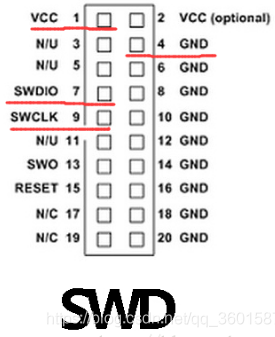 VCC 1 2 VCC (optional)
N/U 3 4 GND
N/U 5 6 GND
SWDIO 7 8 GND
SWCLK 9 10 GND
N/U 11 12 GND
SWO 13 14 GND
RESET 15 16 GND
N/C 17 18 GND
N/C 19 20 GND
SWD
https://blog.csdn.net/qq_360158